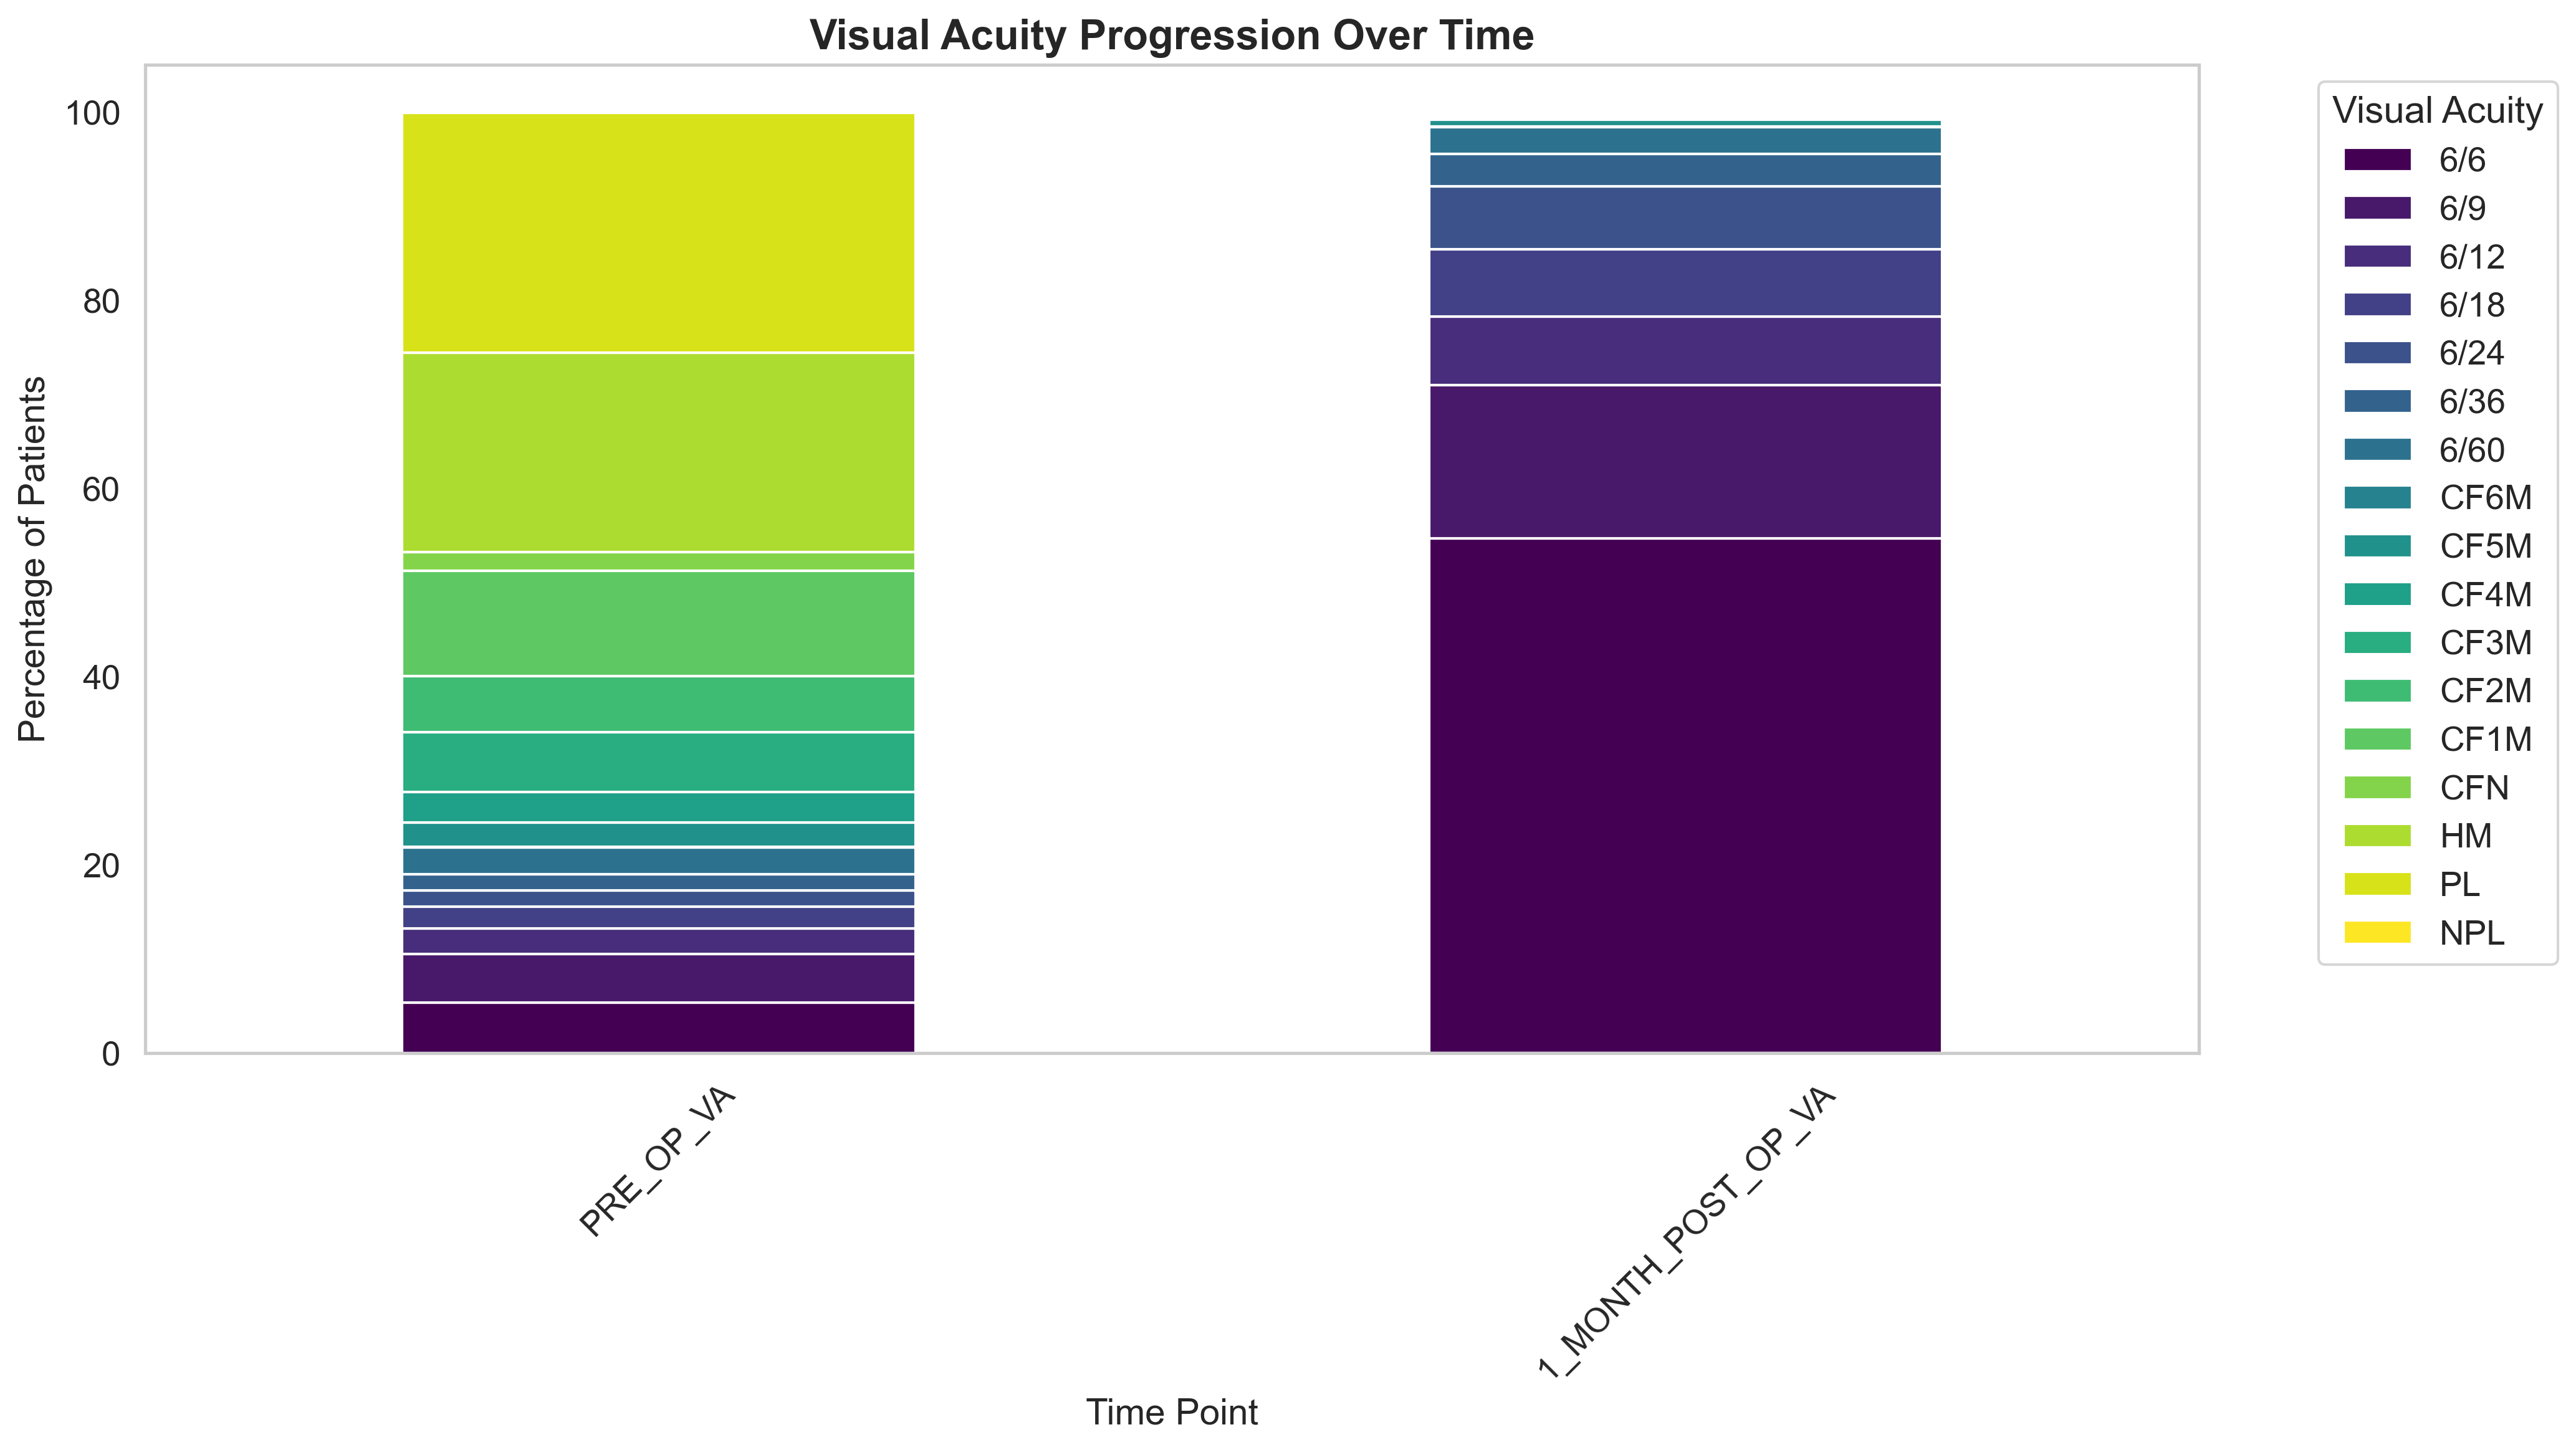 Visual Acuity Progression Over Time
Percentage of Patients
100
80
60
40
20
0
PRE_OP_VA
1_MONTH_POST_OP_VA
Time Point
Visual Acuity
6/6
6/9
6/12
6/18
6/24
6/36
6/60
CF6M
CF5M
CF4M
CF3M
CF2M
CF1M
CFN
HM
PL
NPL